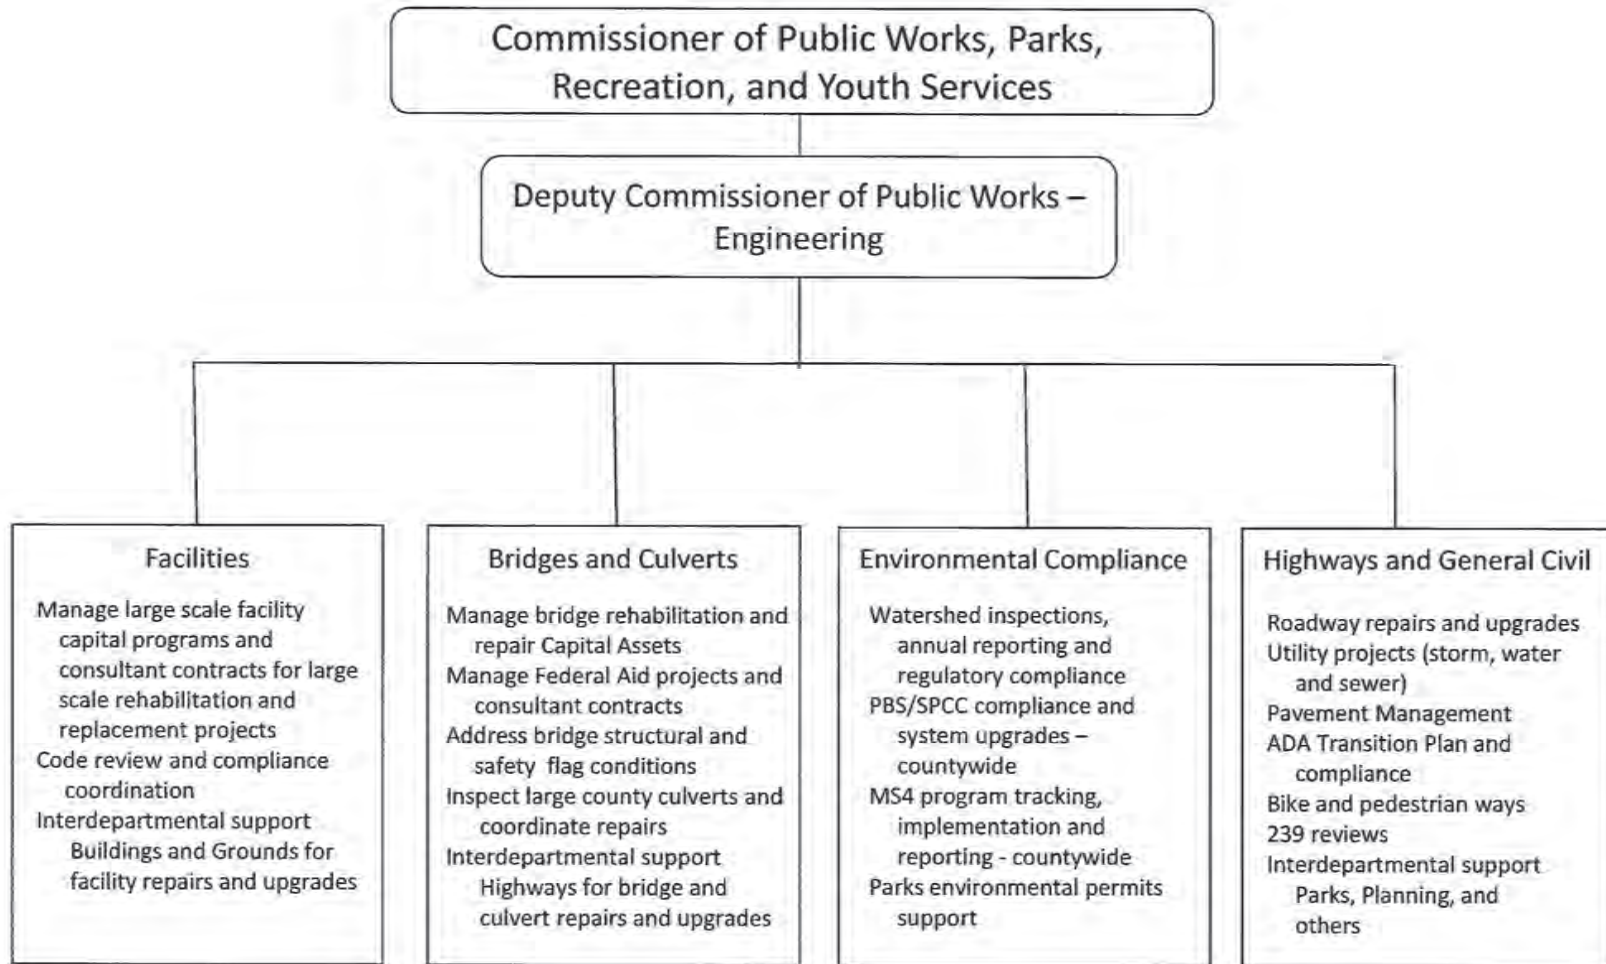 Commissioner of Public Works, Parks,
Recreation, and Youth Services
Deputy Commissioner of Public Works –
Engineering
Facilities
Manage large scale facility
capital programs and
consultant contracts for large
scale rehabilitation and
replacement projects
Code review and compliance
coordination
Interdepartmental support
Buildings and Grounds for
facility repairs and upgrades
Bridges and Culverts
Manage bridge rehabilitation and
repair Capital Assets
Manage Federal Aid projects and
consultant contracts
Address bridge structural and
safety flag conditions
Inspect large county culverts and
coordinate repairs
Interdepartmental support
Highways for bridge and
culvert repairs and upgrades
Environmental Compliance
Watershed inspections,
annual reporting and
regulatory compliance
PBS/SPCC compliance and
system upgrades –
countywide
MS4 program tracking,
implementation and
reporting - countywide
Parks environmental permits
support
Highways and General Civil
Roadway repairs and upgrades
Utility projects (storm, water
and sewer)
Pavement Management
ADA Transition Plan and
compliance
Bike and pedestrian ways
239 reviews
Interdepartmental support
Parks, Planning, and
others